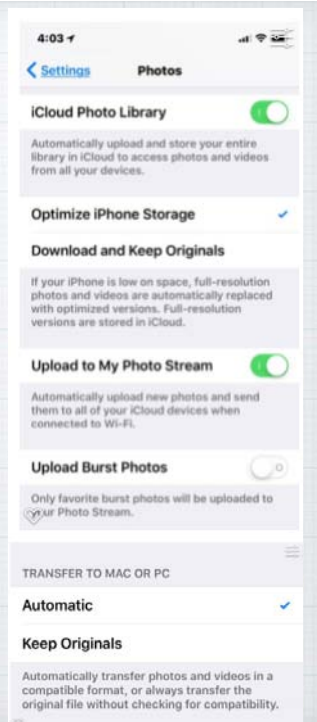 4:03
Settings
Photos
iCloud Photo Library
Automatically upload and store your entire
library in iCloud to access photos and videos
from all your devices.
Optimize iPhone Storage
Download and Keep Originals
If your iPhone is low on space, full-resolution
photos and videos are automatically replaced
with optimized versions. Full-resolution
versions are stored in iCloud.
Upload to My Photo Stream
Automatically upload new photos and send
them to all of your iCloud devices when
connected to Wi-Fi.
Upload Burst Photos
Only favorite burst photos will be uploaded to
your Photo Stream.
TRANSFER TO MAC OR PC
Automatic
Keep Originals
Automatically transfer photos and videos in a
compatible format, or always transfer the
original file without checking for compatibility.